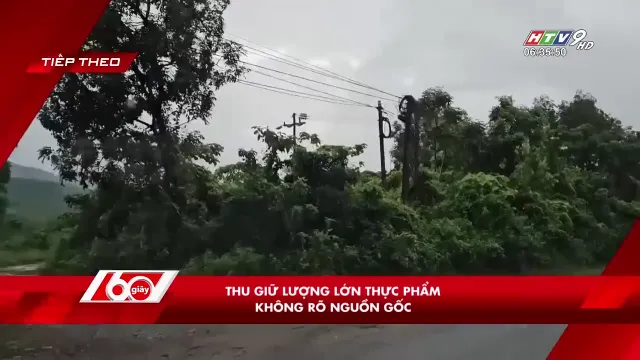 TIẾP THEO
HTV9 HD
06:35:50
60 giây
THU GIỮ LƯỢNG LỚN THỰC PHẨM
KHÔNG RÕ NGUỒN GỐC